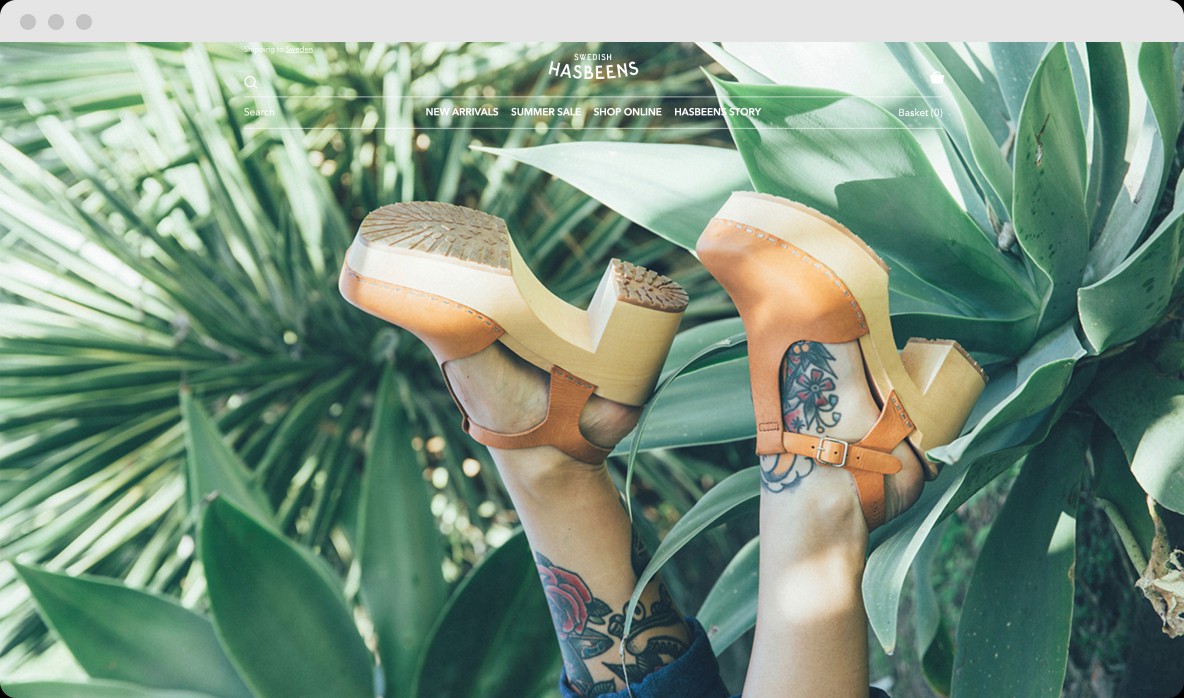 Shipping to Sweden
SWEDISH
HASBEENS
Search
NEW ARRIVALS SUMMER SALE SHOP ONLINE HASBEENS STORY
Basket (0)